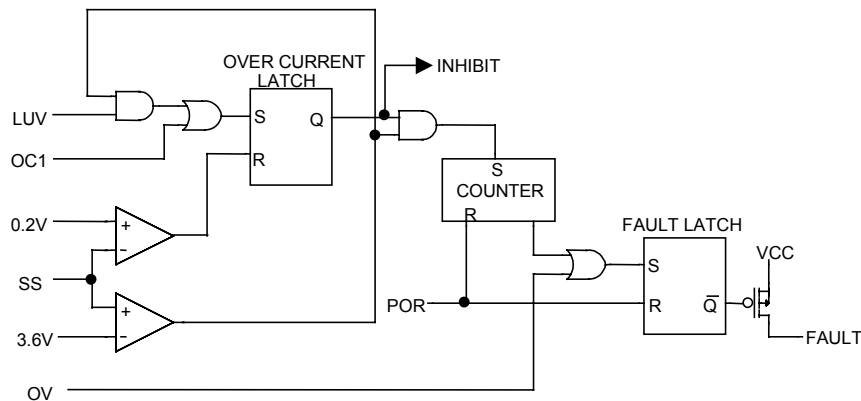 OVER CURRENT
LATCH
INHIBIT
LUV
S
Q
OC1
R
S
COUNTER
R
0.2V
+
-
FAULT LATCH
VCC
SS
S
POR
R
Q̅
+
-
3.6V
FAULT
OV